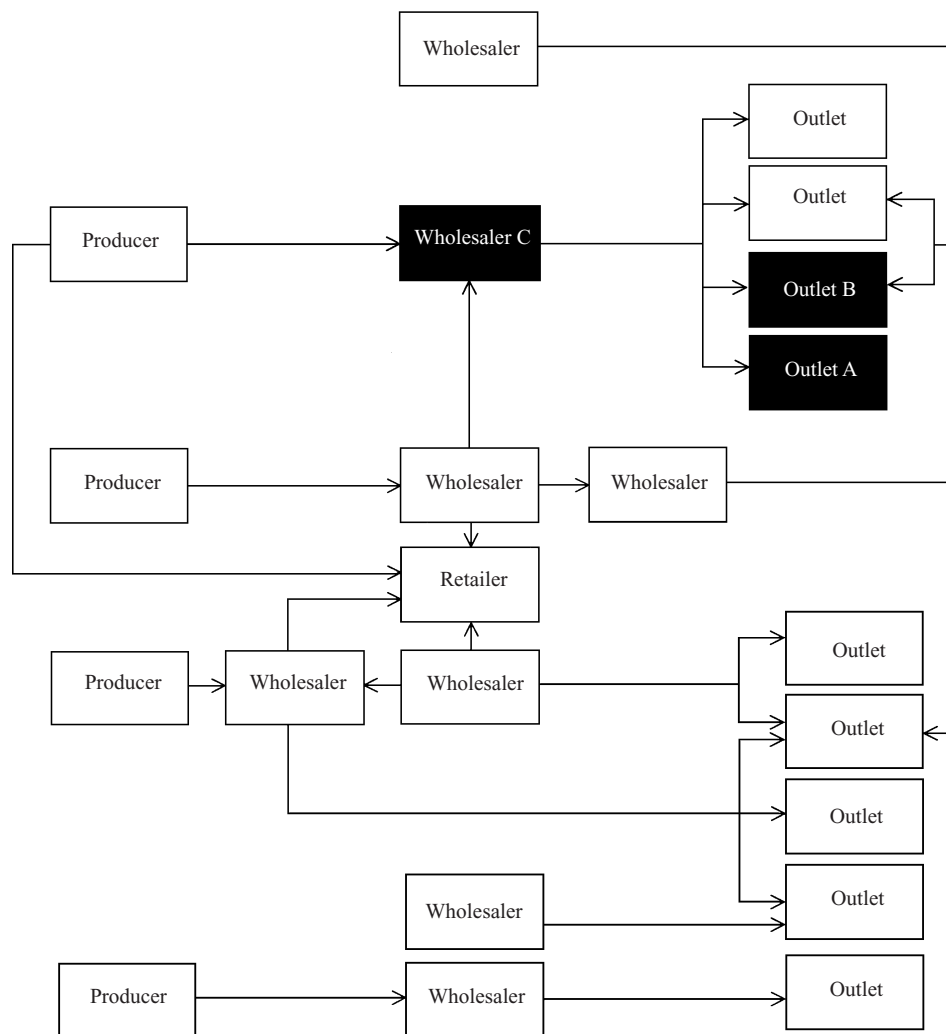 Wholesaler
Outlet
Outlet
Producer
Wholesaler C
Outlet B
Outlet A
Producer
Wholesaler
Wholesaler
Retailer
Outlet
Producer
Wholesaler
Wholesaler
Outlet
Outlet
Outlet
Wholesaler
Producer
Wholesaler
Outlet